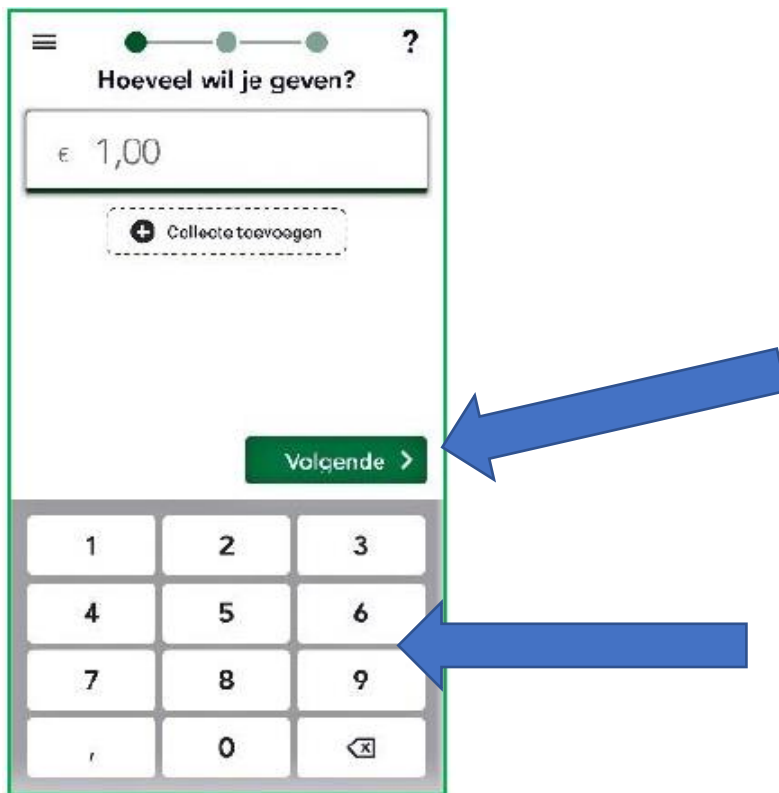 ?
Hoeveel wil je geven?
€ 1,00
Collecte toevoegen
Volgende >
1 2 3
4 5 6
7 8 9
, 0